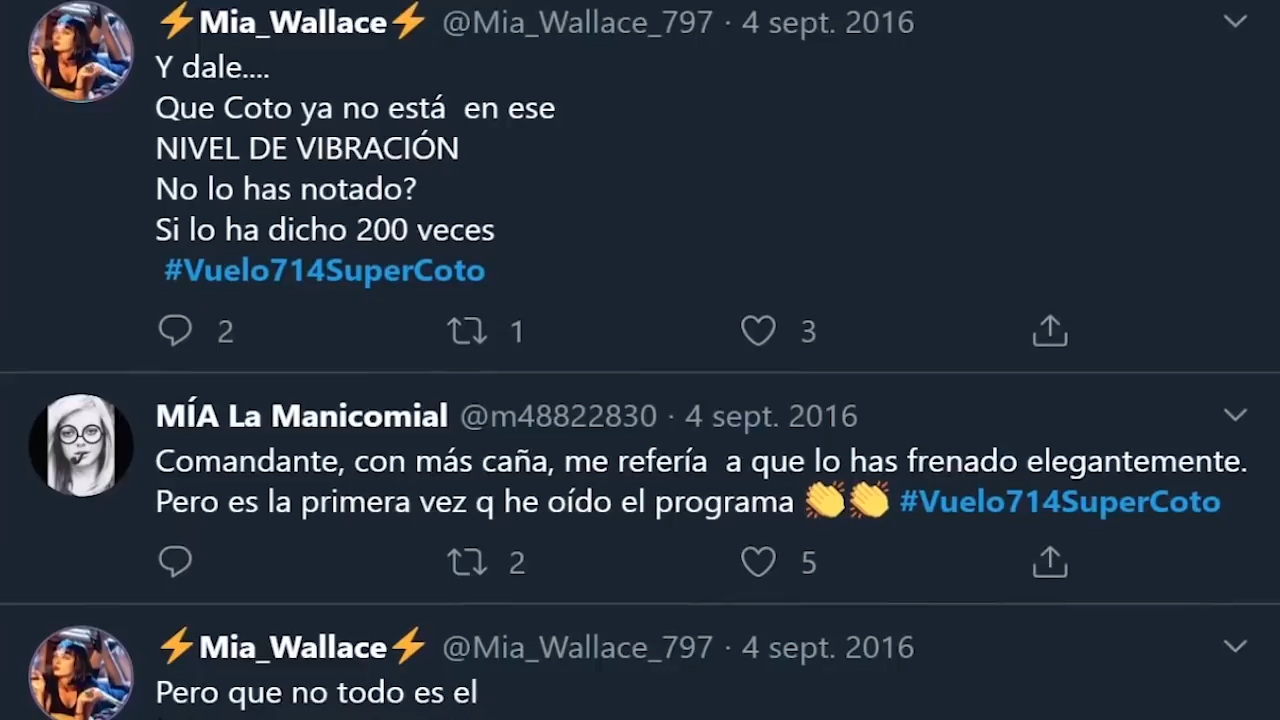 ⚡Mia_Wallace⚡ @Mia_Wallace_797 · 4 sept. 2016
Y dale....
Que Coto ya no está  en ese
NIVEL DE VIBRACIÓN
No lo has notado?
Si lo ha dicho 200 veces
#Vuelo714SuperCoto
2 1 3
MÍA La Manicomial @m48822830 · 4 sept. 2016
Comandante, con más caña, me refería  a que lo has frenado elegantemente.
Pero es la primera vez q he oído el programa 👏👏 #Vuelo714SuperCoto
2 5
⚡Mia_Wallace⚡ @Mia_Wallace_797 · 4 sept. 2016
Pero que no todo es el